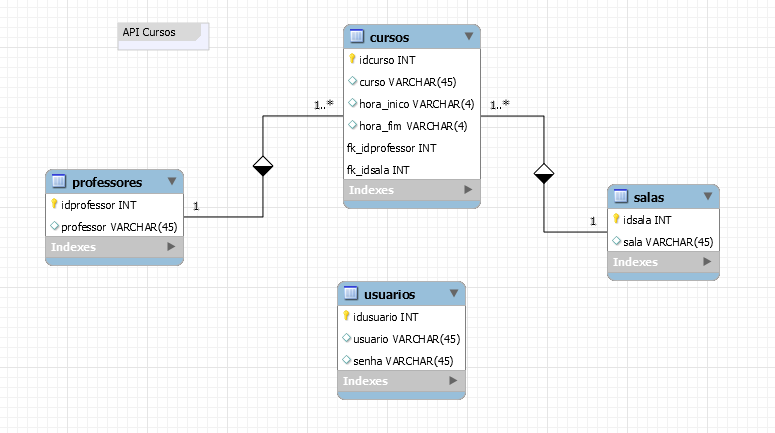 API Cursos
cursos
idcurso INT
curso VARCHAR(45)
hora_inico VARCHAR(4)
hora_fim VARCHAR(4)
fk_idprofessor INT
fk_idsala INT
Indexes
1..*
1..*
professores
idprofessor INT
professor VARCHAR(45)
Indexes
1
salas
idsala INT
sala VARCHAR(45)
Indexes
1
usuarios
idusuario INT
usuario VARCHAR(45)
senha VARCHAR(45)
Indexes